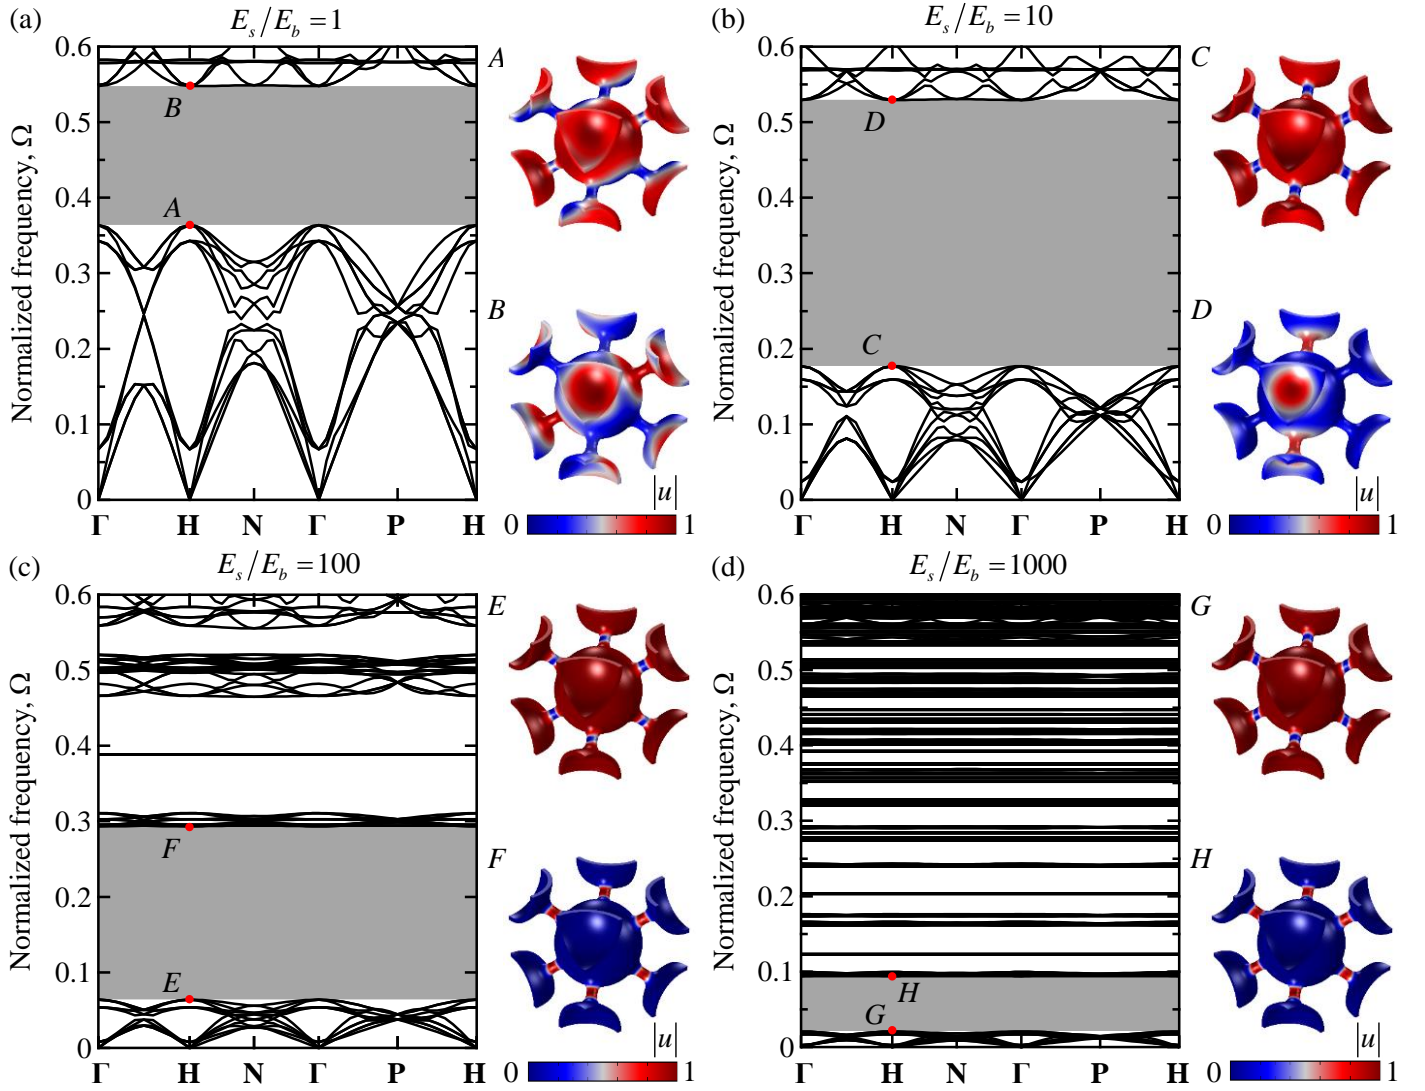 (a) E_s/E_b = 1
0.6
0.5
0.4
0.3
0.2
0.1
0
Normalized frequency, Ω
B
A
Γ H N Γ P H
A
B
|u|
0 1
(b) E_s/E_b = 10
0.6
0.5
0.4
0.3
0.2
0.1
0
Normalized frequency, Ω
D
C
Γ H N Γ P H
C
D
|u|
0 1
(c) E_s/E_b = 100
0.6
0.5
0.4
0.3
0.2
0.1
0
Normalized frequency, Ω
F
E
Γ H N Γ P H
E
F
|u|
0 1
(d) E_s/E_b = 1000
0.6
0.5
0.4
0.3
0.2
0.1
0
Normalized frequency, Ω
H
G
Γ H N Γ P H
G
H
|u|
0 1